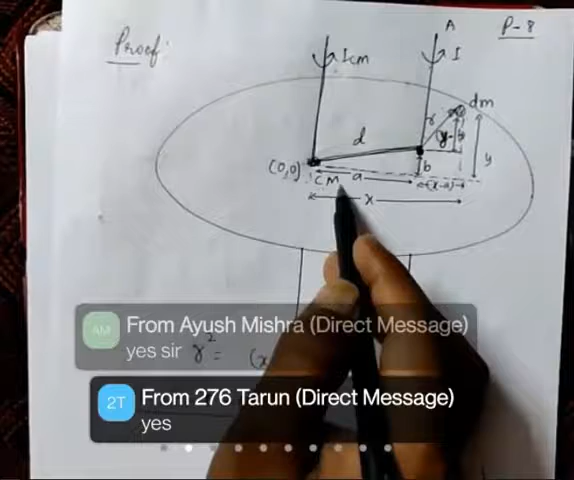 P-8
Proof:
A
Icm
I
dm
r
d
(y-b)
y
(0,0)
b
CM
a
(x-a)
x
r² = (x
AM
From Ayush Mishra (Direct Message)
yes sir
2T
From 276 Tarun (Direct Message)
yes